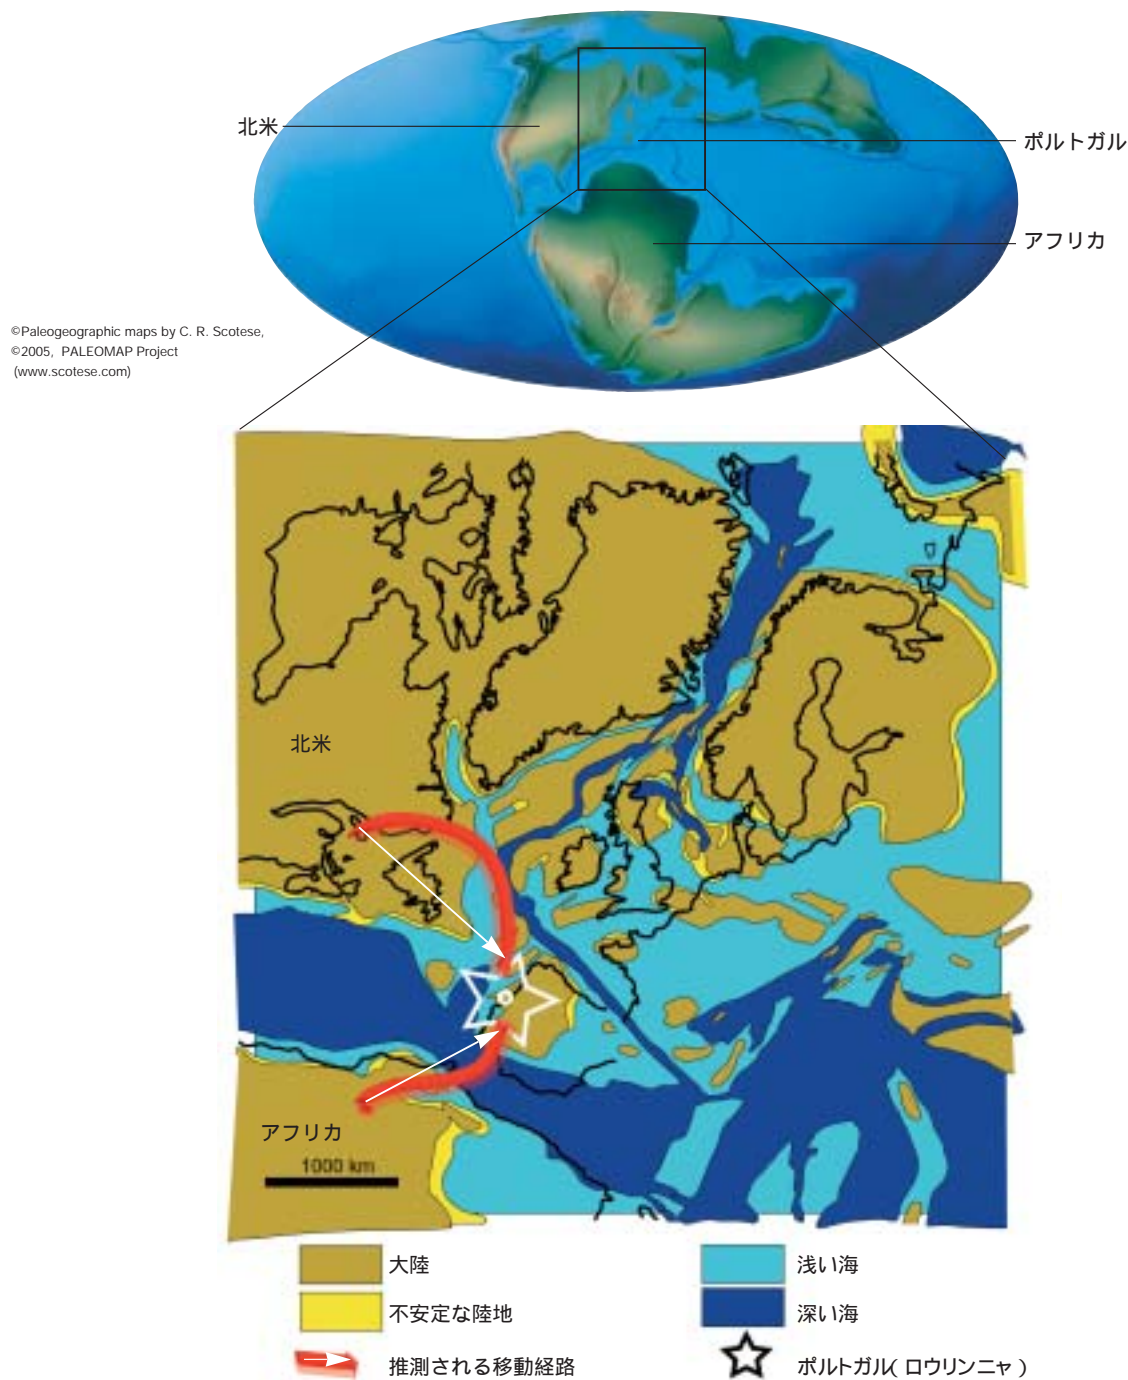 北米
ポルトガル
アフリカ
©Paleogeographic maps by C. R. Scotese,
©2005, PALEOMAP Project
(www.scotese.com)
北米
アフリカ
1000 km
大陸
浅い海
不安定な陸地
深い海
推測される移動経路
ポルトガル(ロウリンニャ)